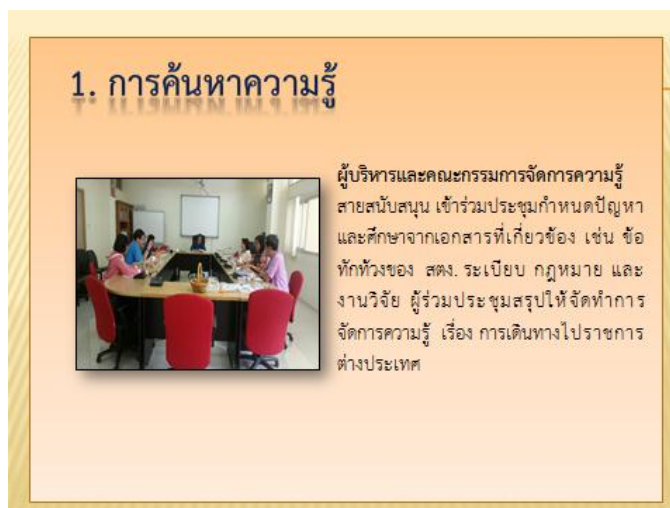 1. การค้นหาความรู้
ผู้บริหารและคณะกรรมการจัดการความรู้
สายสนับสนุน เข้าร่วมประชุมกำหนดปัญหา
และศึกษาจากเอกสารที่เกี่ยวข้อง เช่น ข้อ
ทักท้วงของ สตง. ระเบียบ กฎหมาย และ
งานวิจัย ผู้ร่วมประชุมสรุปให้จัดทำการ
จัดการความรู้ เรื่อง การเดินทางไปราชการ
ต่างประเทศ